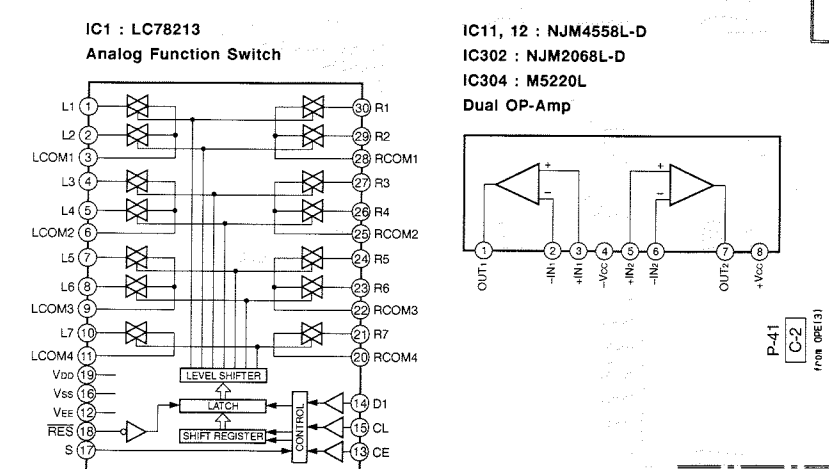 IC1 : LC78213
Analog Function Switch
L1 1
L2 2
LCOM1 3
L3 4
L4 5
LCOM2 6
L5 7
L6 8
LCOM3 9
L7 10
LCOM4 11
VDD 19
VSS 16
VEE 12
RES 18
S 17
30 R1
29 R2
28 RCOM1
27 R3
26 R4
25 RCOM2
24 R5
23 R6
22 RCOM3
21 R7
20 RCOM4
14 D1
15 CL
13 CE
LEVEL SHIFTER
LATCH
SHIFT REGISTER
CONTROL
IC11, 12 : NJM4558L-D
IC302 : NJM2068L-D
IC304 : M5220L
Dual OP-Amp
+ + 
− −
1 2 3 4 5 6 7 8
OUT1 −IN1 +IN1 −VCC +IN2 −IN2 OUT2 +VCC
P-41
C-2
from OPE(3)